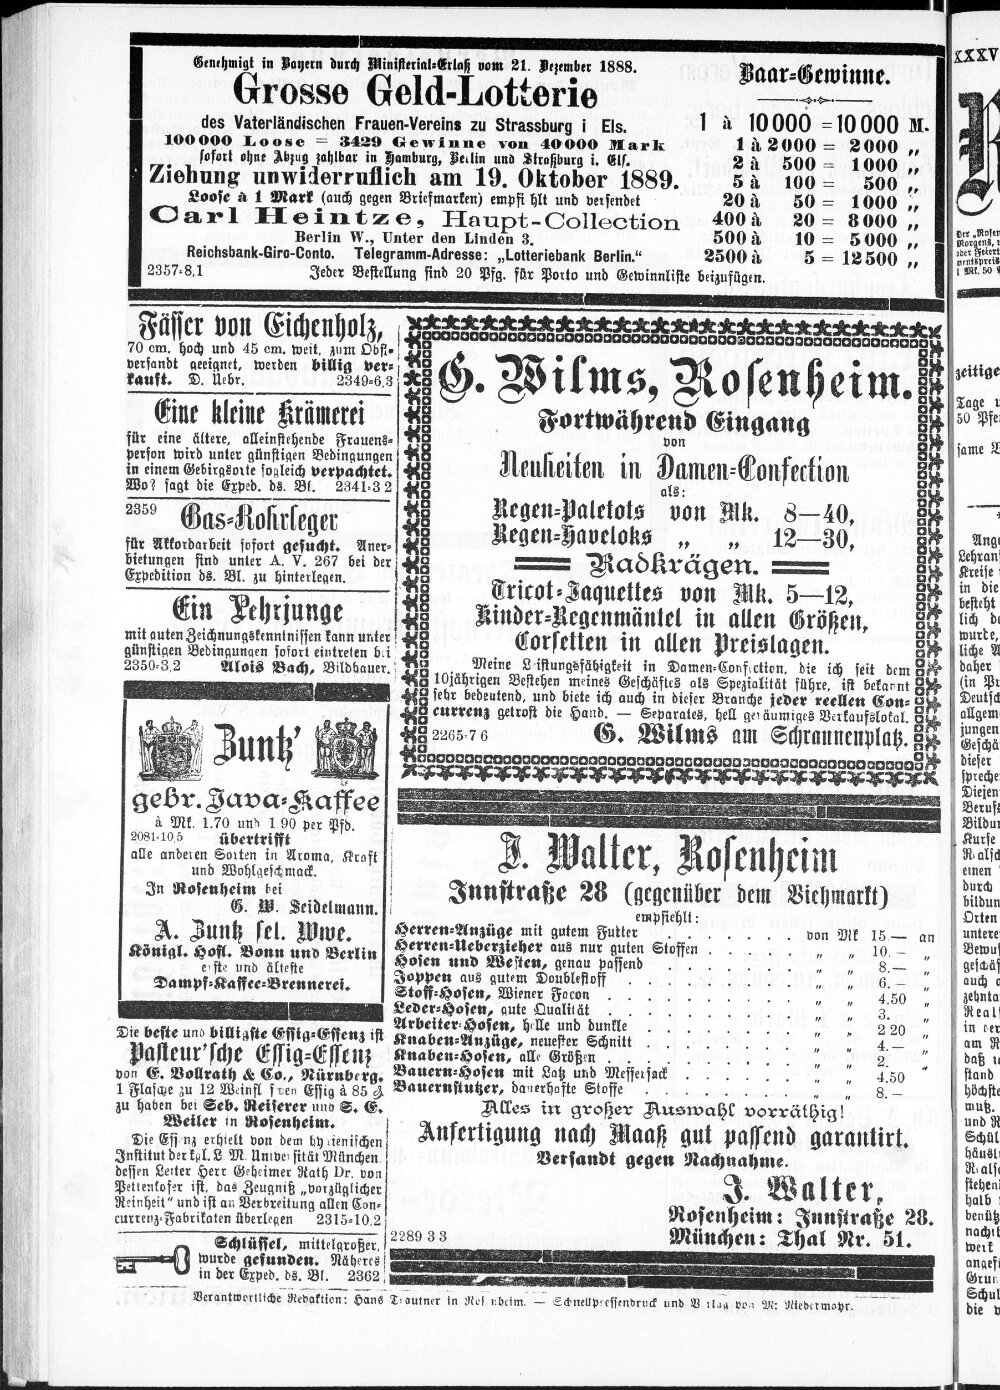 Genehmigt in Bayern durch Ministerial-Erlaß vom 21. Dezember 1888.
Grosse Geld-Lotterie
des Vaterländischen Frauen-Vereins zu Strassburg i Els.
100000 Loose = 3429 Gewinne von 40000 Mark
sofort ohne Abzug zahlbar in Hamburg, Berlin und Straßburg i. Els.
Ziehung unwiderruflich am 19. Oktober 1889.
Loose à 1 Mark (auch gegen Briefmarken) empfi hlt und versendet
Carl Heintze, Haupt-Collection
Berlin W., Unter den Linden 3.
Reichsbank-Giro-Conto. Telegramm-Adresse: „Lotteriebank Berlin."
2357-8,1 Jeder Bestellung sind 20 Pfg. für Porto und Gewinnliste beizufügen.
Baar-Gewinne.
1 à 10000 = 10000 M.
1 à 2000 = 2000 „
2 à 500 = 1000 „
5 à 100 = 500 „
20 à 50 = 1000 „
400 à 20 = 8000 „
500 à 10 = 5000 „
2500 à 5 = 12500 „
Fässer von Eichenholz,
70 cm. hoch und 45 cm. weit, zum Obst-
versandt geeignet, werden billig ver-
kauft. D. Uebr. 2349-6,3
Eine kleine Krämerei
für eine ältere, alleinstehende Frauens-
person wird unter günstigen Bedingungen
in einem Gebirgsorte sogleich verpachtet.
Wo? sagt die Exped. ds. Bl. 2341-3 2
2359 Gas-Rohrleger
für Akkordarbeit sofort gesucht. Aner-
bietungen sind unter A. V. 267 bei der
Expedition ds. Bl. zu hinterlegen.
Ein Lehrjunge
mit guten Zeichnungskenntnissen kann unter
günstigen Bedingungen sofort eintreten bei
2350-3,2 Alois Bach, Bildhauer.
Zuntz'
gebr. Java-Kaffee
à Mk. 1.70 und 1 90 per Pfd.
2081-10,5 übertrifft
alle anderen Sorten in Aroma, Kraft
und Wohlgeschmack.
In Rosenheim bei
G. W. Seidelmann.
A. Zuntz sel. Wwe.
Königl. Hofl. Bonn und Berlin
erste und älteste
Dampf-Kaffee-Brennerei.
Die beste und billigste Essig-Essenz ist
Pasteur'sche Essig-Essenz
von E. Vollrath & Co., Nürnberg.
1 Flasche zu 12 Weinfl schen Essig à 85 ₰
zu haben bei Seb. Reiserer und S. E.
Weiler in Rosenheim.
Die Essenz erhielt von dem hygienischen
Institut der kgl. L. M. Universität München
dessen Leiter Herr Geheimer Rath Dr. von
Pettenkofer ist, das Zeugniß „vorzüglicher
Reinheit" und ist an Verbreitung allen Con-
currenz-Fabrikaten überlegen 2315-10,2
Schlüssel, mittelgroßer,
wurde gefunden. Näheres
in der Exped. ds. Bl. 2362
G. Wilms, Rosenheim.
Fortwährend Eingang
von
Neuheiten in Damen-Confection
als:
Regen-Paletots von Mk. 8—40,
Regen-Haveloks „ „ 12—30,
Radkrägen.
Tricot-Jaquettes von Mk. 5—12,
Kinder-Regenmäntel in allen Größen,
Corsetten in allen Preislagen.
Meine Leistungsfähigkeit in Damen-Confection, die ich seit dem
10jährigen Bestehen meines Geschäftes als Spezialität führe, ist bekannt
sehr bedeutend, und biete ich auch in dieser Branche jeder reellen Con-
currenz getrost die Hand. — Separates, hell geräumiges Verkaufslokal.
2265-7 6 G. Wilms am Schrannenplatz.
J. Walter, Rosenheim
Innstraße 28 (gegenüber dem Viehmarkt)
empfiehlt:
Herren-Anzüge mit gutem Futter von Mk 15 — an
Herren-Ueberzieher aus nur guten Stoffen „ „ 10. — „
Hosen und Westen, genau passend „ „ 8.— „
Joppen aus gutem Doublestoff „ „ 6.— „
Stoff-Hosen, Wiener Facon „ „ 4.50 „
Leder-Hosen, gute Qualität „ „ 3. „
Arbeiter-Hosen, helle und dunkle „ „ 2 20 „
Knaben-Anzüge, neuester Schnitt „ „ 4.— „
Knaben-Hosen, alle Größen „ „ 2. „
Bauern-Hosen mit Latz und Messersack „ „ 4.50 „
Bauernstutzer, dauerhafte Stoffe „ „ 8.— „
Alles in großer Auswahl vorräthig!
Anfertigung nach Maaß gut passend garantirt.
Versandt gegen Nachnahme.
J. Walter,
Rosenheim: Innstraße 28.
2289 3 3 München: Thal Nr. 51.
Verantwortliche Redaktion: Hans Trautner in Rosenheim. — Schnellpressendruck und Verlag von M. Niedermayr.
XXXVI